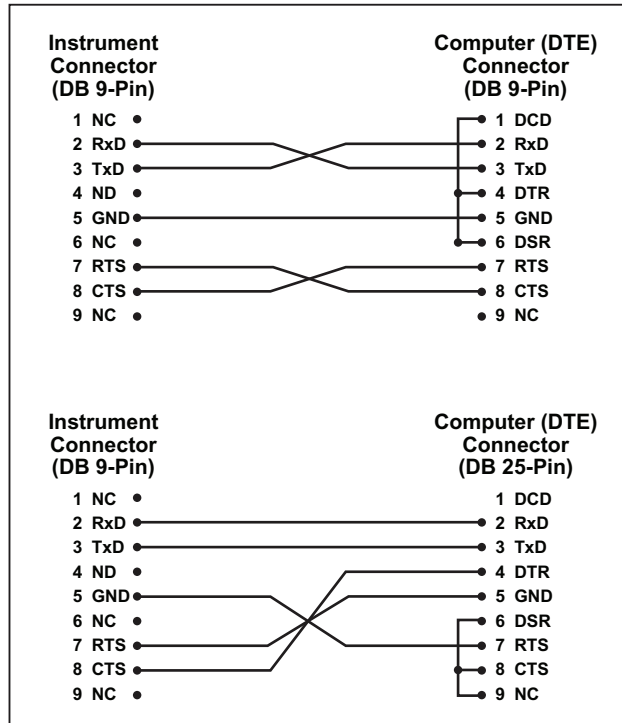 Instrument
Connector
(DB 9-Pin)
Computer (DTE)
Connector
(DB 9-Pin)
1 NC
1 DCD
2 RxD
2 RxD
3 TxD
3 TxD
4 ND
4 DTR
5 GND
5 GND
6 NC
6 DSR
7 RTS
7 RTS
8 CTS
8 CTS
9 NC
9 NC
Instrument
Connector
(DB 9-Pin)
Computer (DTE)
Connector
(DB 25-Pin)
1 NC
1 DCD
2 RxD
2 RxD
3 TxD
3 TxD
4 ND
4 DTR
5 GND
5 GND
6 NC
6 DSR
7 RTS
7 RTS
8 CTS
8 CTS
9 NC
9 NC